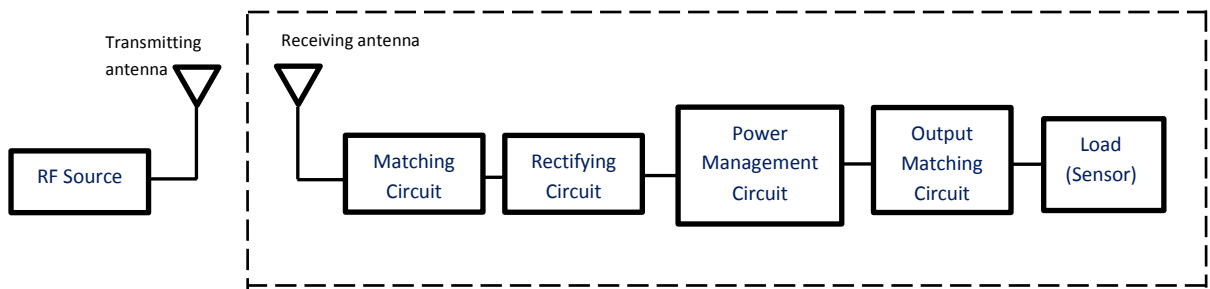 Transmitting
antenna
Receiving antenna
RF Source
Matching
Circuit
Rectifying
Circuit
Power
Management
Circuit
Output
Matching
Circuit
Load
(Sensor)